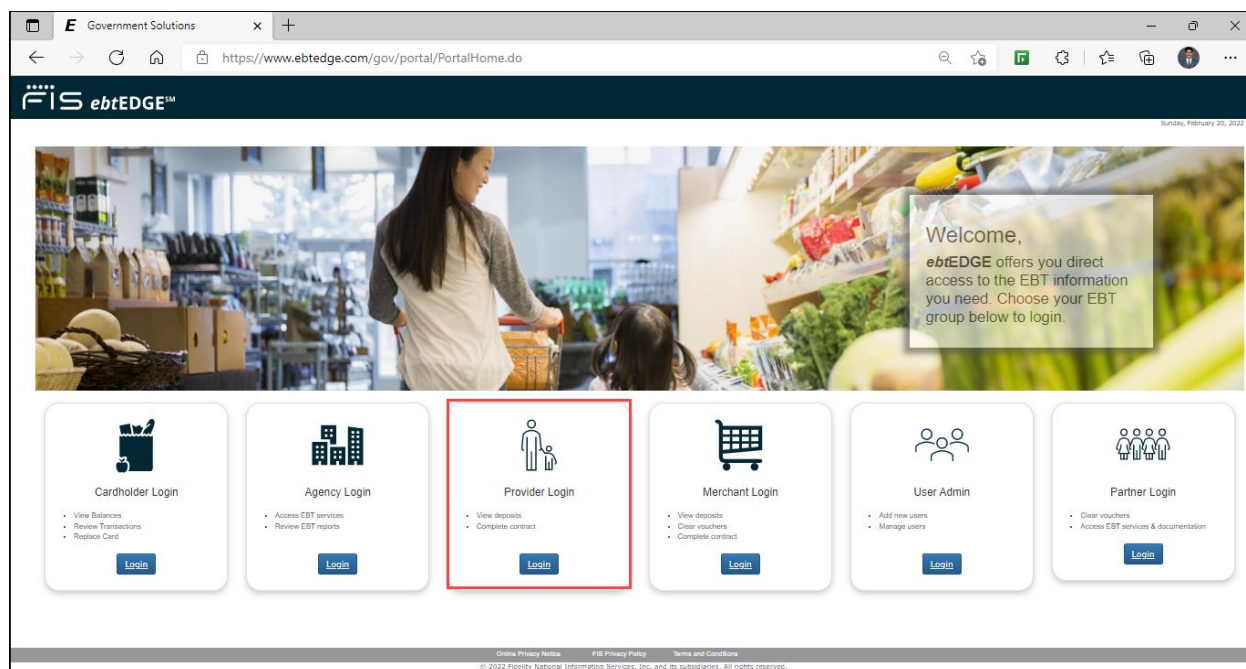 E Government Solutions
https://www.ebtedge.com/gov/portal/PortalHome.do
FIS ebtEDGE℠
Sunday, February 20, 2022
Welcome,
ebtEDGE offers you direct
access to the EBT information
you need. Choose your EBT
group below to login.
Cardholder Login
• View Balances
• Review Transactions
• Replace Card
Login
Agency Login
• Access EBT services
• Review EBT reports
Login
Provider Login
• View deposits
• Complete contract
Login
Merchant Login
• View deposits
• Clear vouchers
• Complete contract
Login
User Admin
• Add new users
• Manage users
Login
Partner Login
• Clear vouchers
• Access EBT services & documentation
Login
Online Privacy Notice FIS Privacy Policy Terms and Conditions
© 2022 Fidelity National Information Services, Inc. and its subsidiaries. All rights reserved.